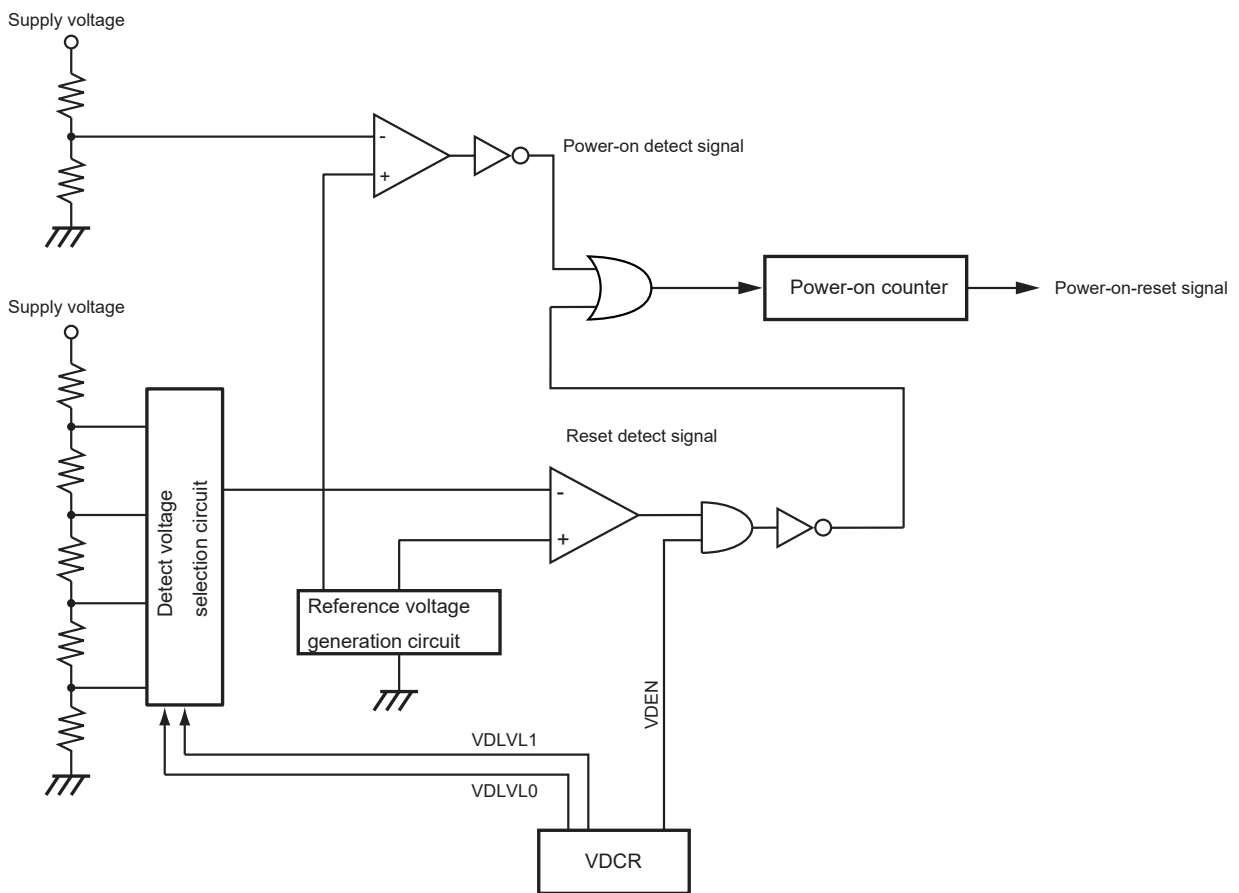 Supply voltage
-
+
Power-on detect signal
Power-on counter
Power-on-reset signal
Supply voltage
Detect voltage
selection circuit
Reset detect signal
-
+
Reference voltage
generation circuit
VDEN
VDLVL1
VDLVL0
VDCR